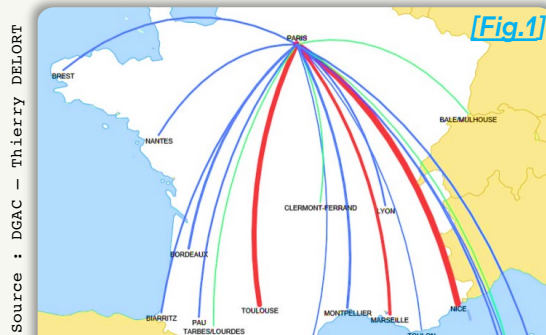 Source : DGAC – Thierry DELORT
[Fig.1]
PARIS
BREST
BALE/MULHOUSE
NANTES
CLERMONT-FERRAND
LYON
BORDEAUX
BIARRITZ
PAU
TARBES/LOURDES
TOULOUSE
MONTPELLIER
MARSEILLE
NICE
TOULON